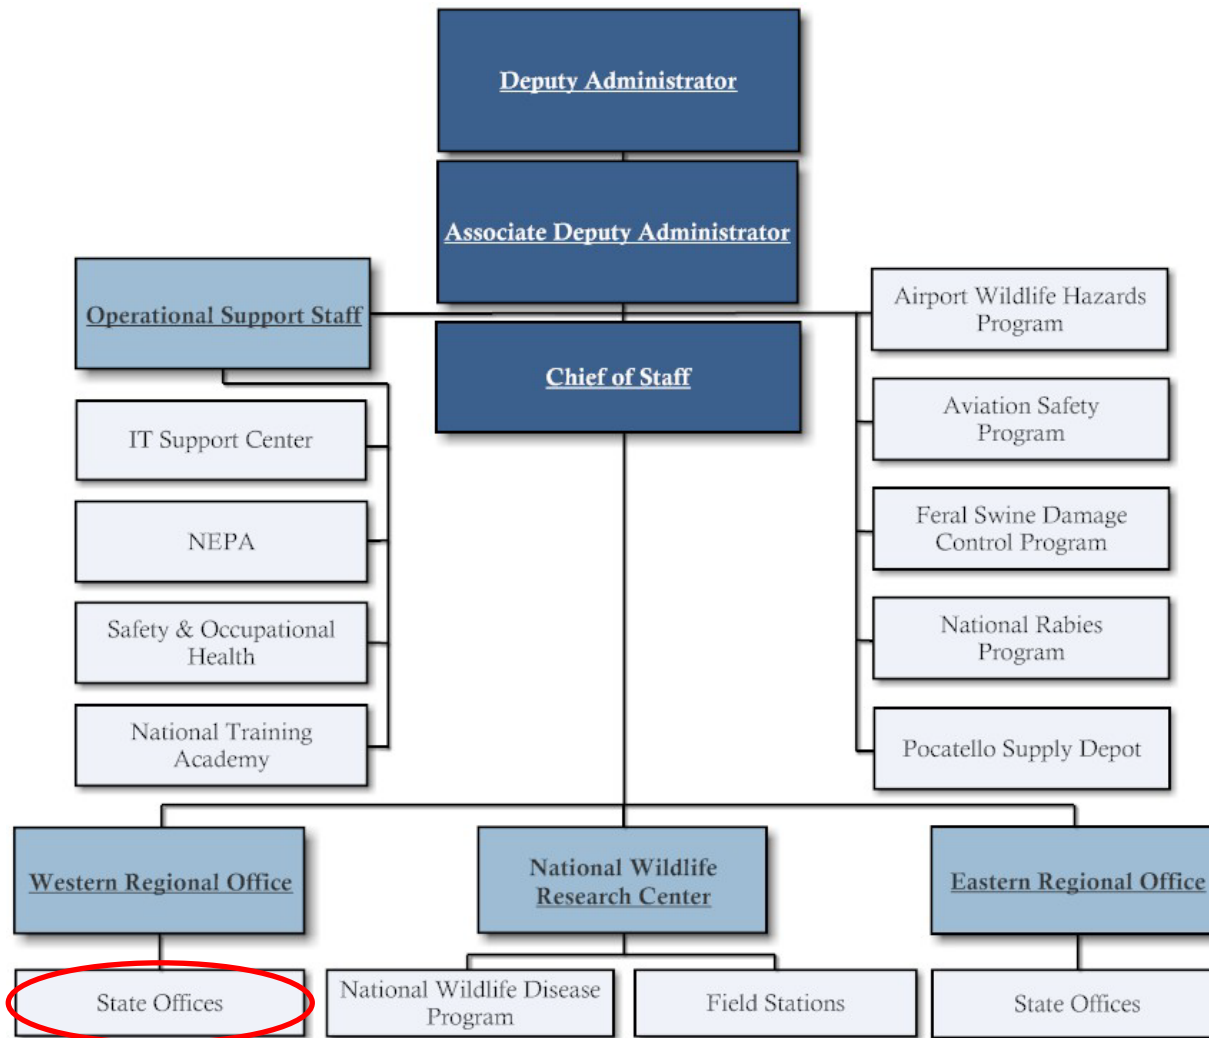 Deputy Administrator
Associate Deputy Administrator
Operational Support Staff
Chief of Staff
IT Support Center
NEPA
Safety & Occupational
Health
National Training
Academy
Airport Wildlife Hazards
Program
Aviation Safety
Program
Feral Swine Damage
Control Program
National Rabies
Program
Pocatello Supply Depot
Western Regional Office
National Wildlife
Research Center
Eastern Regional Office
State Offices
National Wildlife Disease
Program
Field Stations
State Offices